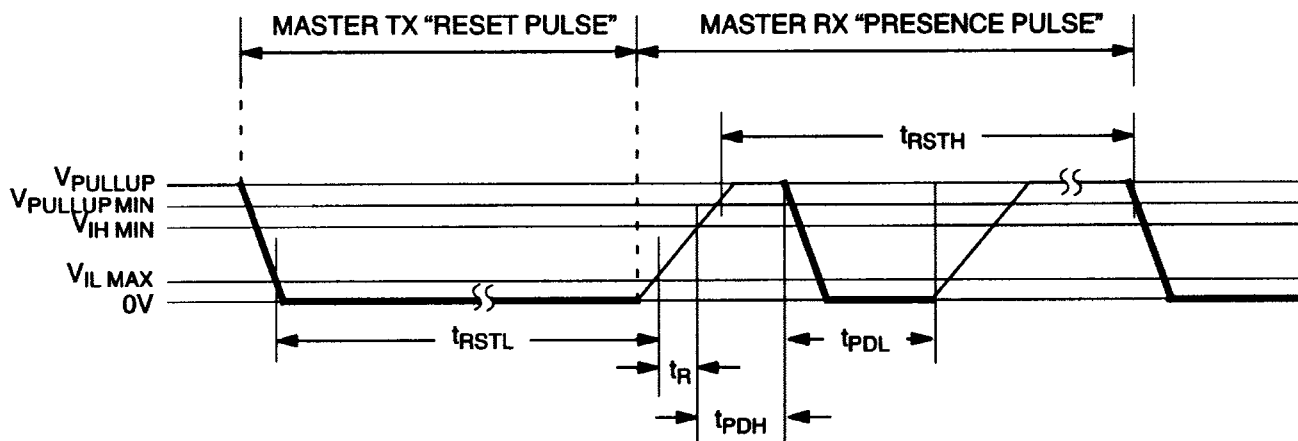 MASTER TX “RESET PULSE”
MASTER RX “PRESENCE PULSE”
tRSTH
VPULLUP
VPULLUP MIN
VIH MIN
VIL MAX
0V
tRSTL
tR
tPDL
tPDH